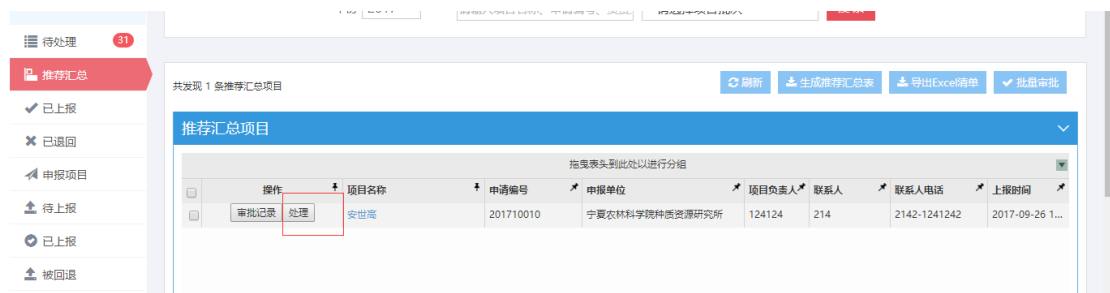 2017
待处理 31
推荐汇总
已上报
已退回
申报项目
待上报
已上报
被回退
共发现 1 条推荐汇总项目
刷新 生成推荐汇总表 导出Excel清单 批量审批
推荐汇总项目
拖曳表头到此处以进行分组
操作 项目名称 申请编号 申报单位 项目负责人 联系人 联系人电话 上报时间
审批记录 处理 安世高 201710010 宁夏农林科学院种质资源研究所 124124 214 2142-1241242 2017-09-26 1...